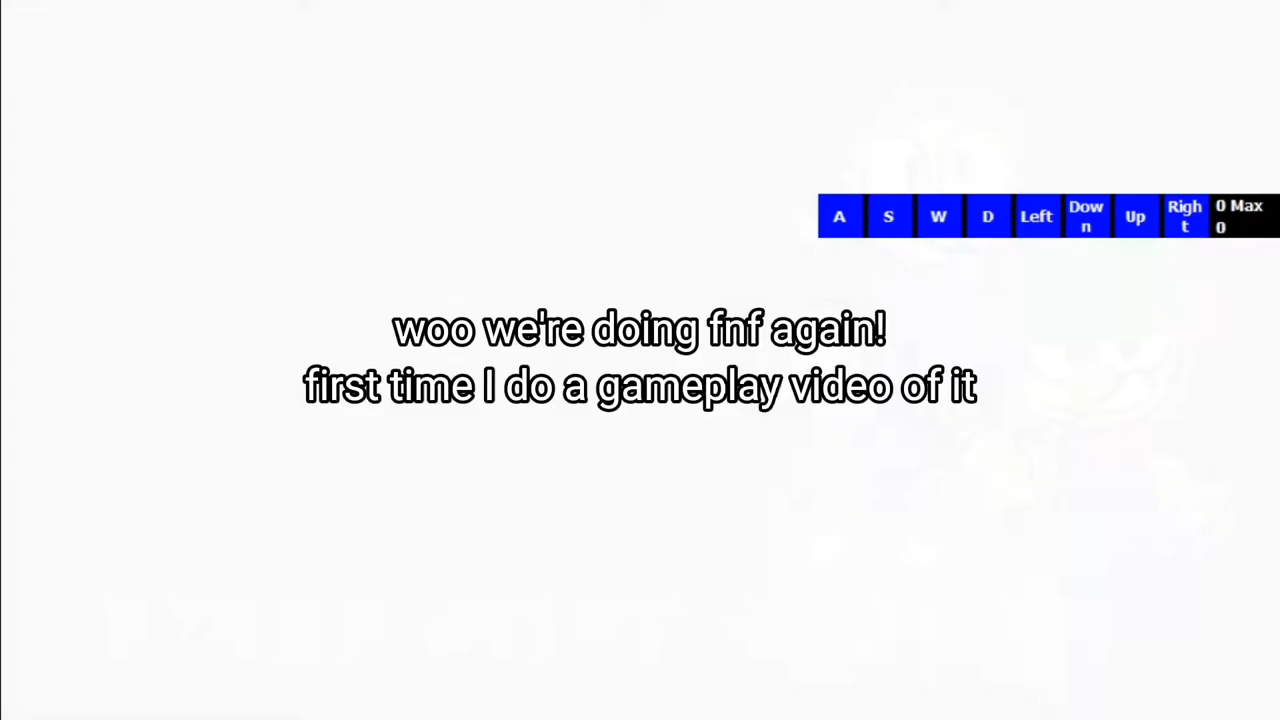 A S W D Left Dow Up Righ 0 Max
n t 0
woo we're doing fnf again!
first time I do a gameplay video of it